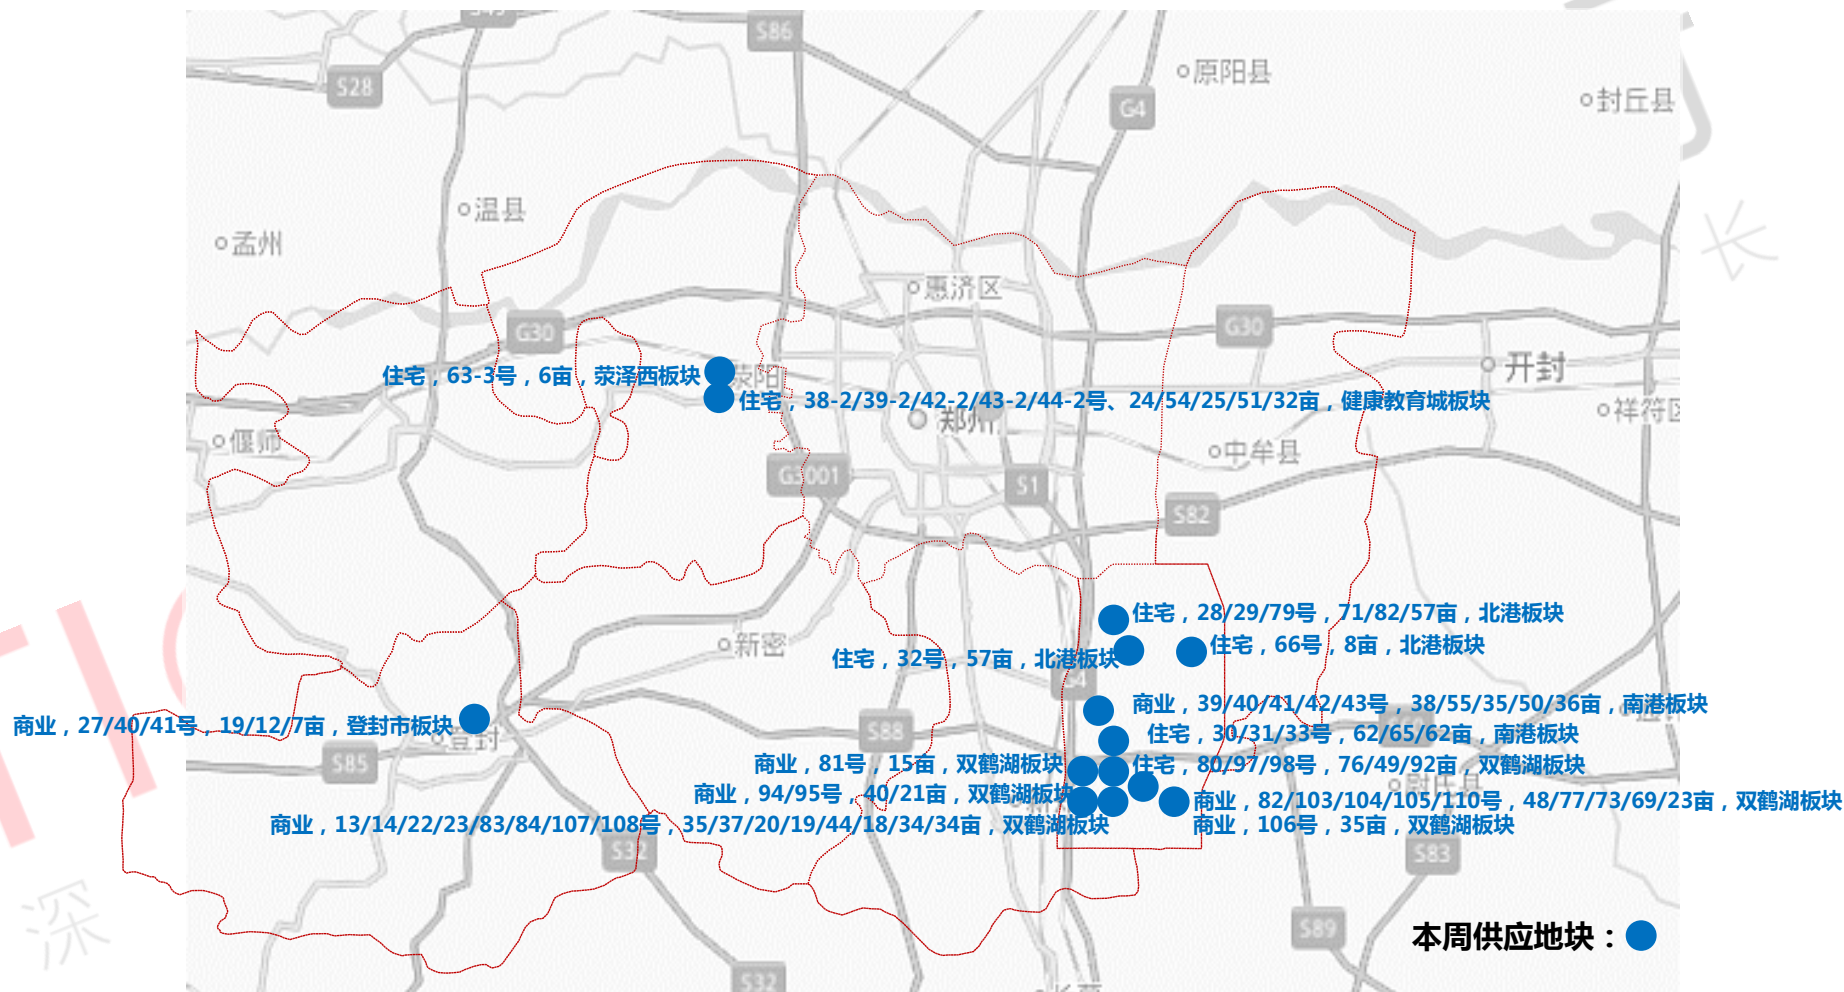 S86
S28
原阳县
G4
封丘县
温县
孟州
长
惠济区
G30
G30
住宅，63-3号，6亩，荥泽西板块
荥阳
开封
住宅，38-2/39-2/42-2/43-2/44-2号、24/54/25/51/32亩，健康教育城板块
祥符区
郑州
偃师
中牟县
G3001
S1
S82
住宅，28/29/79号，71/82/57亩，北港板块
新密
住宅，66号，8亩，北港板块
住宅，32号，57亩，北港板块
商业，39/40/41/42/43号，38/55/35/50/36亩，南港板块
商业，27/40/41号，19/12/7亩，登封市板块
登封
S88
住宅，30/31/33号，62/65/62亩，南港板块
S85
商业，81号，15亩，双鹤湖板块
住宅，80/97/98号，76/49/92亩，双鹤湖板块
尉氏县
商业，94/95号，40/21亩，双鹤湖板块
商业，82/103/104/105/110号，48/77/73/69/23亩，双鹤湖板块
商业，13/14/22/23/83/84/107/108号，35/37/20/19/44/18/34/34亩，双鹤湖板块
商业，106号，35亩，双鹤湖板块
S32
S83
深
S89
本周供应地块：
S32